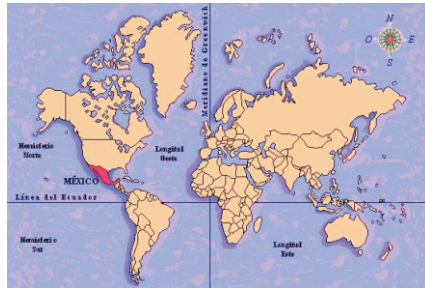 N
O E
S
Meridiano de Greenwich
Hemisferio
Norte
Longitud
Oeste
MÉXICO
Línea del Ecuador
Hemisferio
Sur
Longitud
Este